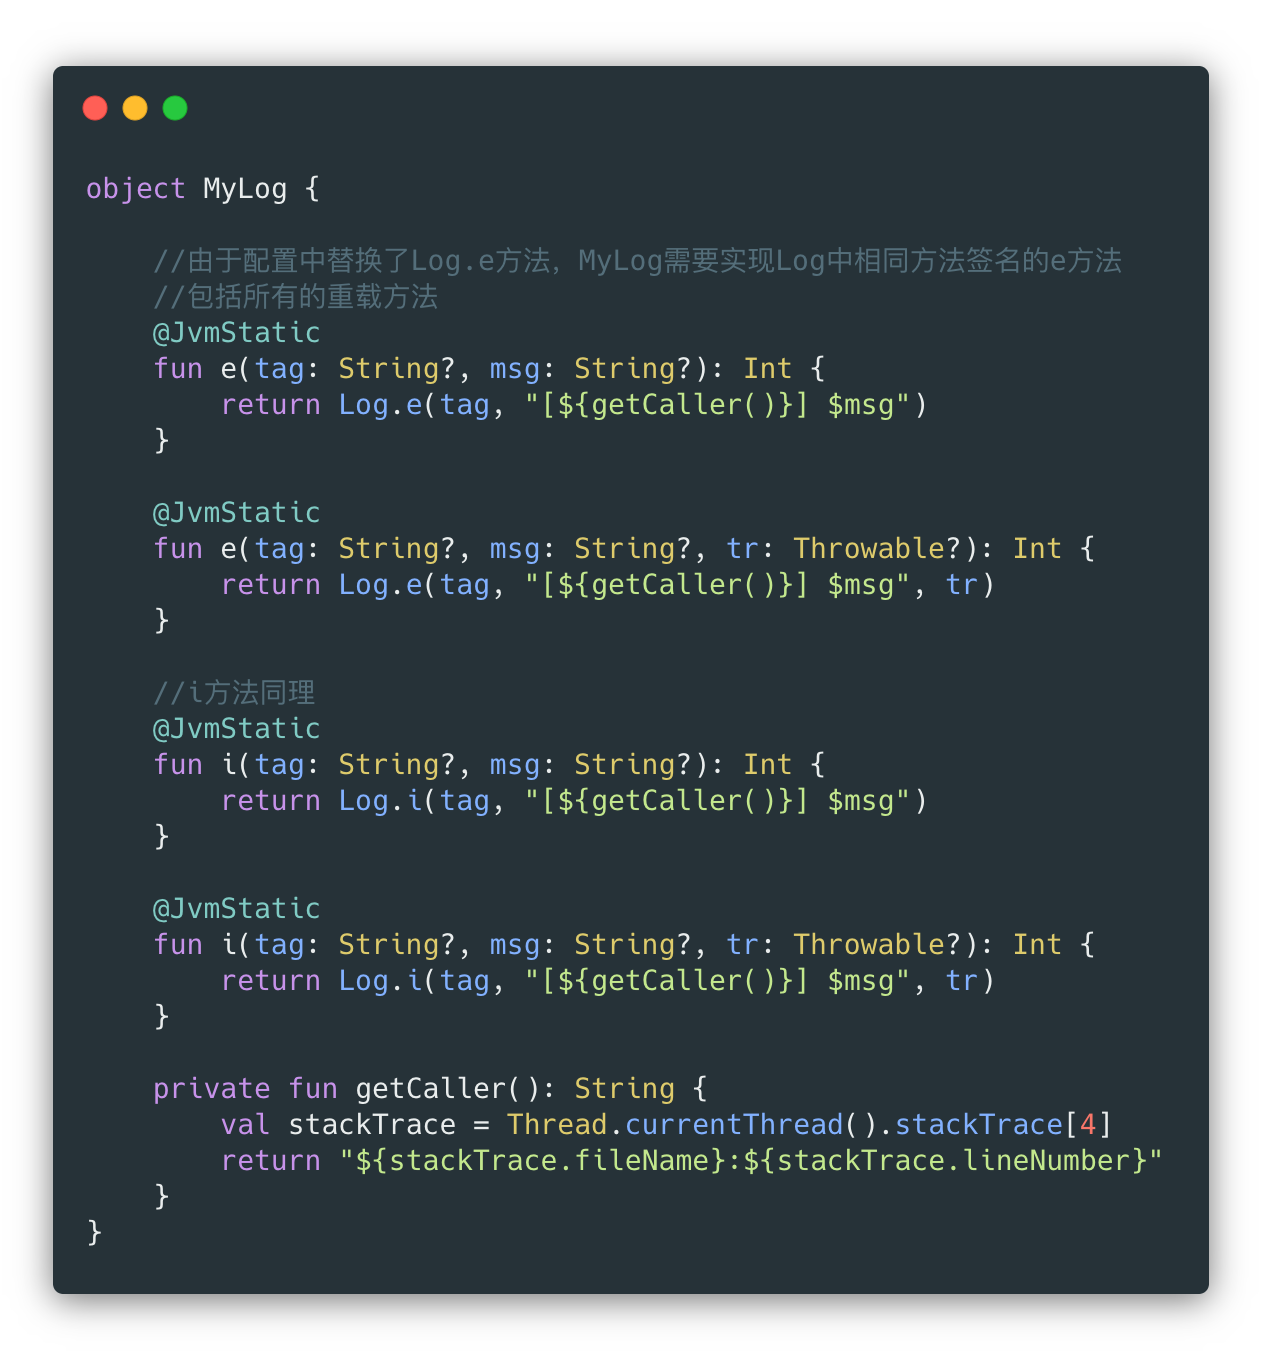 object MyLog {
    //由于配置中替换了Log.e方法，MyLog需要实现Log中相同方法签名的e方法
    //包括所有的重载方法
    @JvmStatic
    fun e(tag: String?, msg: String?): Int {
        return Log.e(tag, "[${getCaller()}] $msg")
    }
    @JvmStatic
    fun e(tag: String?, msg: String?, tr: Throwable?): Int {
        return Log.e(tag, "[${getCaller()}] $msg", tr)
    }
    //i方法同理
    @JvmStatic
    fun i(tag: String?, msg: String?): Int {
        return Log.i(tag, "[${getCaller()}] $msg")
    }
    @JvmStatic
    fun i(tag: String?, msg: String?, tr: Throwable?): Int {
        return Log.i(tag, "[${getCaller()}] $msg", tr)
    }
    private fun getCaller(): String {
        val stackTrace = Thread.currentThread().stackTrace[4]
        return "${stackTrace.fileName}:${stackTrace.lineNumber}"
    }
}